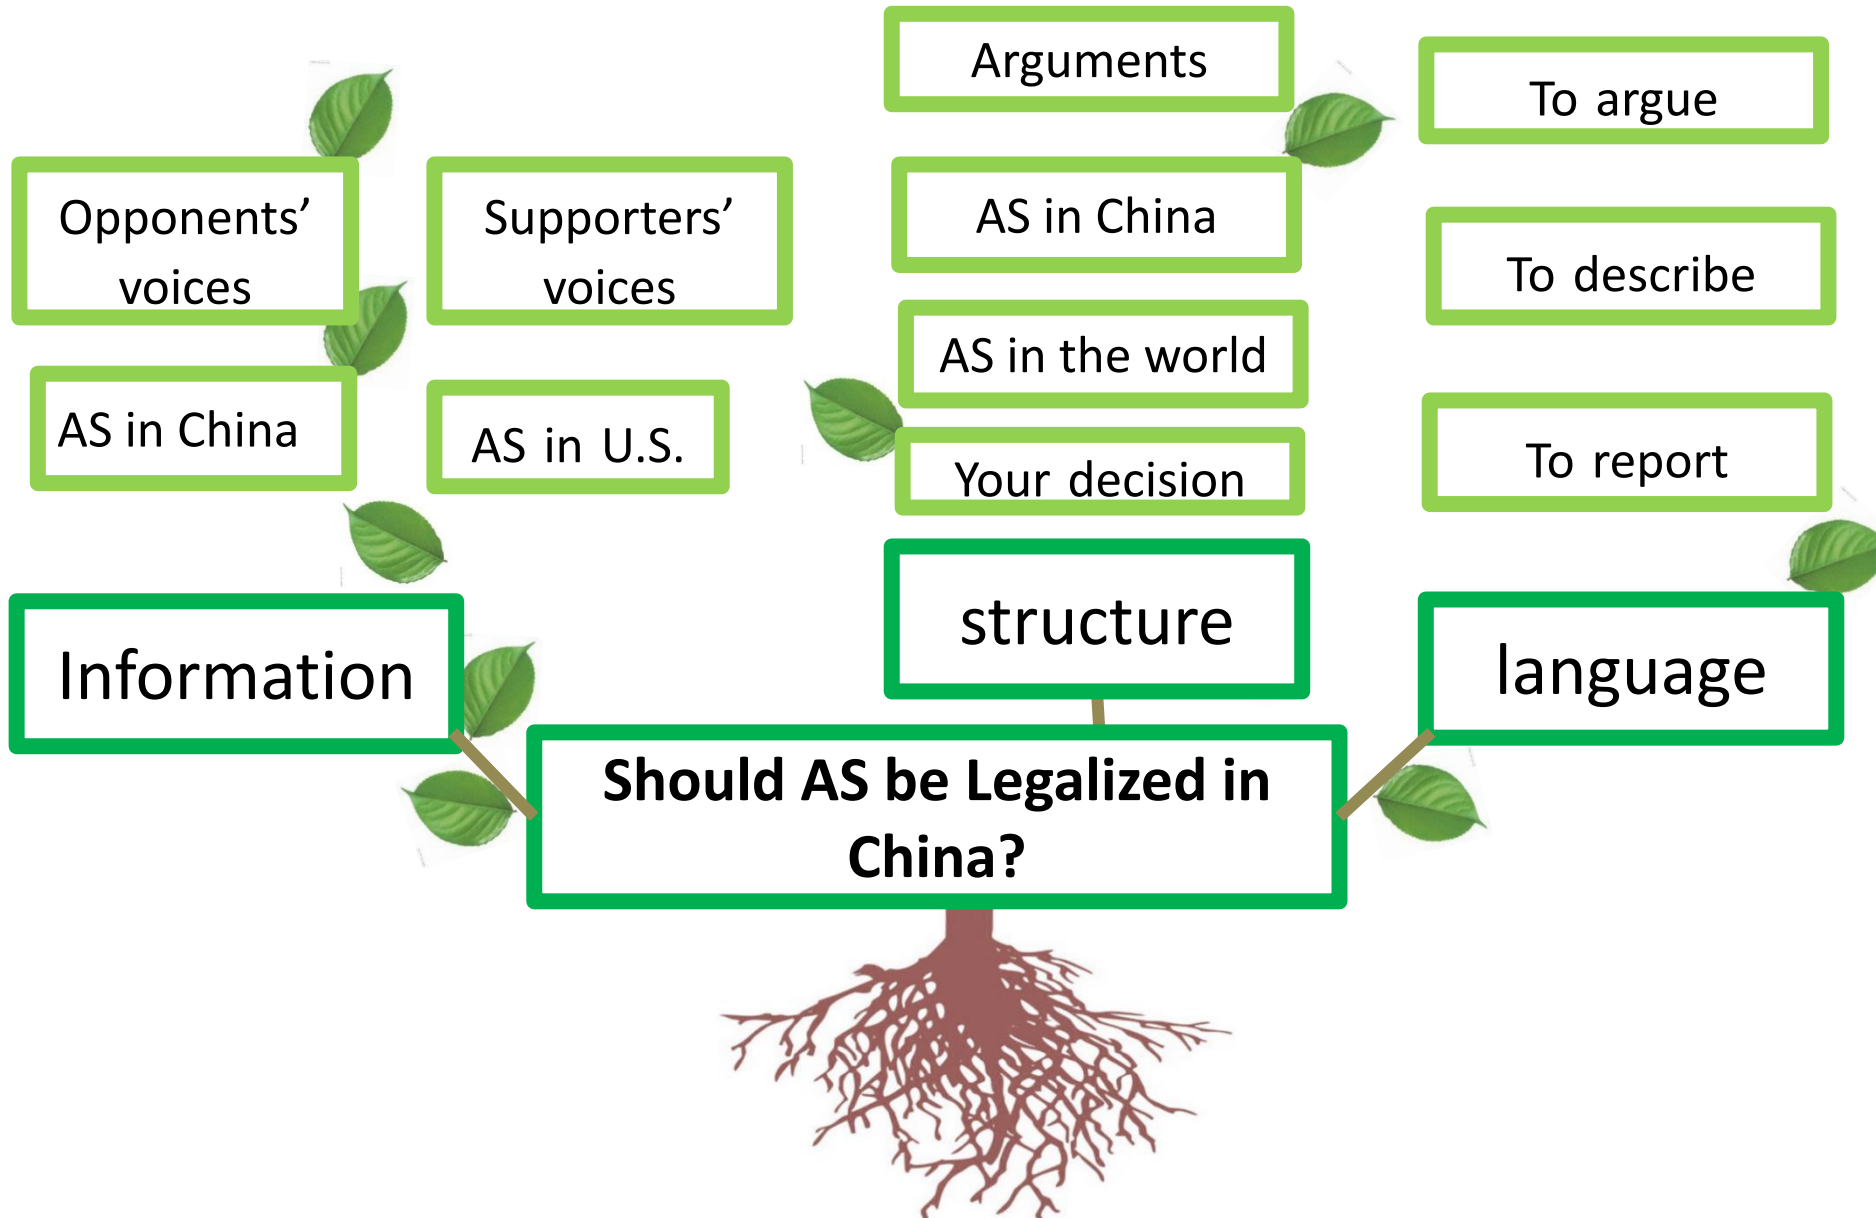 Arguments
To argue
Opponents’
voices
Supporters’
voices
AS in China
To describe
AS in the world
AS in China
AS in U.S.
Your decision
To report
Information
structure
language
Should AS be Legalized in
China?